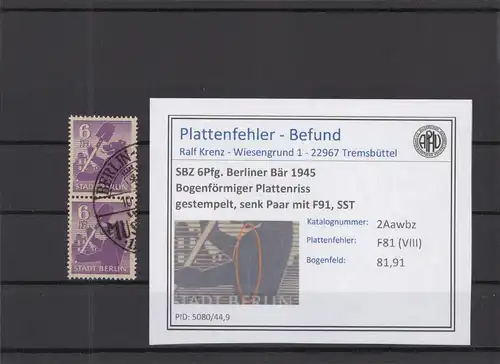 6
STADT BERLIN
6
STADT BERLIN
BERLIN
Plattenfehler - Befund
Ralf Krenz - Wiesengrund 1 - 22967 Tremsbüttel
SBZ 6Pfg. Berliner Bär 1945
Bogenförmiger Plattenriss
gestempelt, senk Paar mit F91, SST
Katalognummer: 2Aawbz
Plattenfehler: F81 (VIII)
Bogenfeld: 81,91
STADT BERLIN
PID: 5080/44,9